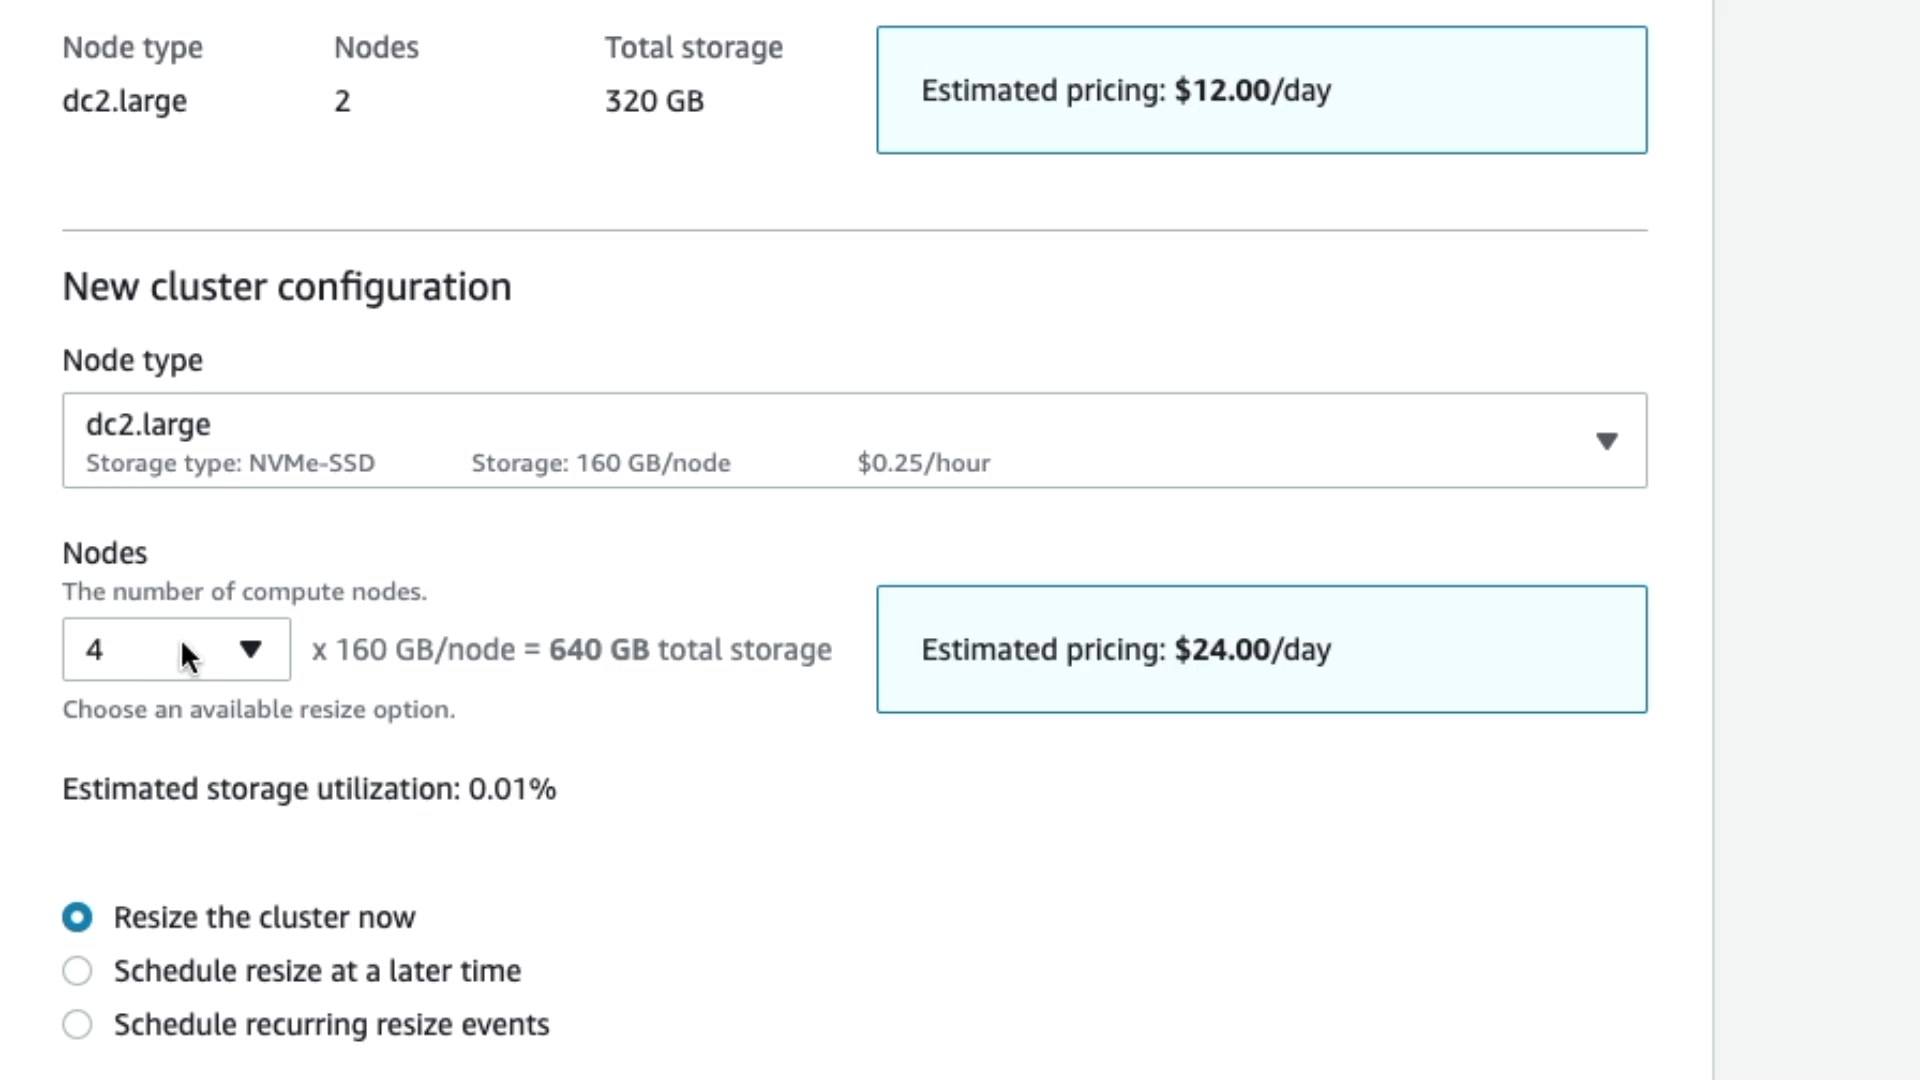 Node type Nodes Total storage
dc2.large 2 320 GB
Estimated pricing: $12.00/day
New cluster configuration
Node type
dc2.large
Storage type: NVMe-SSD Storage: 160 GB/node $0.25/hour
Nodes
The number of compute nodes.
4 x 160 GB/node = 640 GB total storage
Estimated pricing: $24.00/day
Choose an available resize option.
Estimated storage utilization: 0.01%
Resize the cluster now
Schedule resize at a later time
Schedule recurring resize events